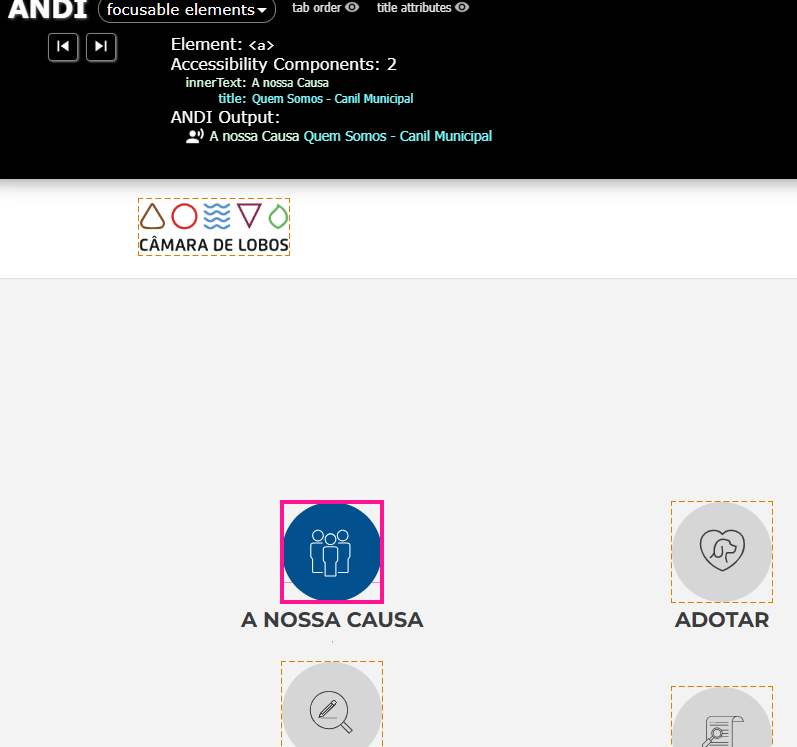 ANDI focusable elements tab order title attributes
Element: <a>
Accessibility Components: 2
innerText: A nossa Causa
title: Quem Somos - Canil Municipal
ANDI Output:
A nossa Causa Quem Somos - Canil Municipal
CÂMARA DE LOBOS
A NOSSA CAUSA
ADOTAR